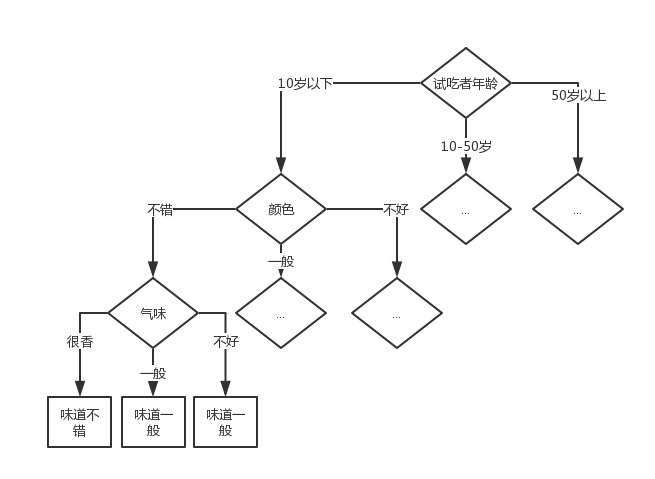 试吃者年龄
10岁以下
50岁以上
10-50岁
不错
颜色
不好
...
...
一般
气味
...
...
很香
不好
一般
味道不
错
味道一
般
味道一
般